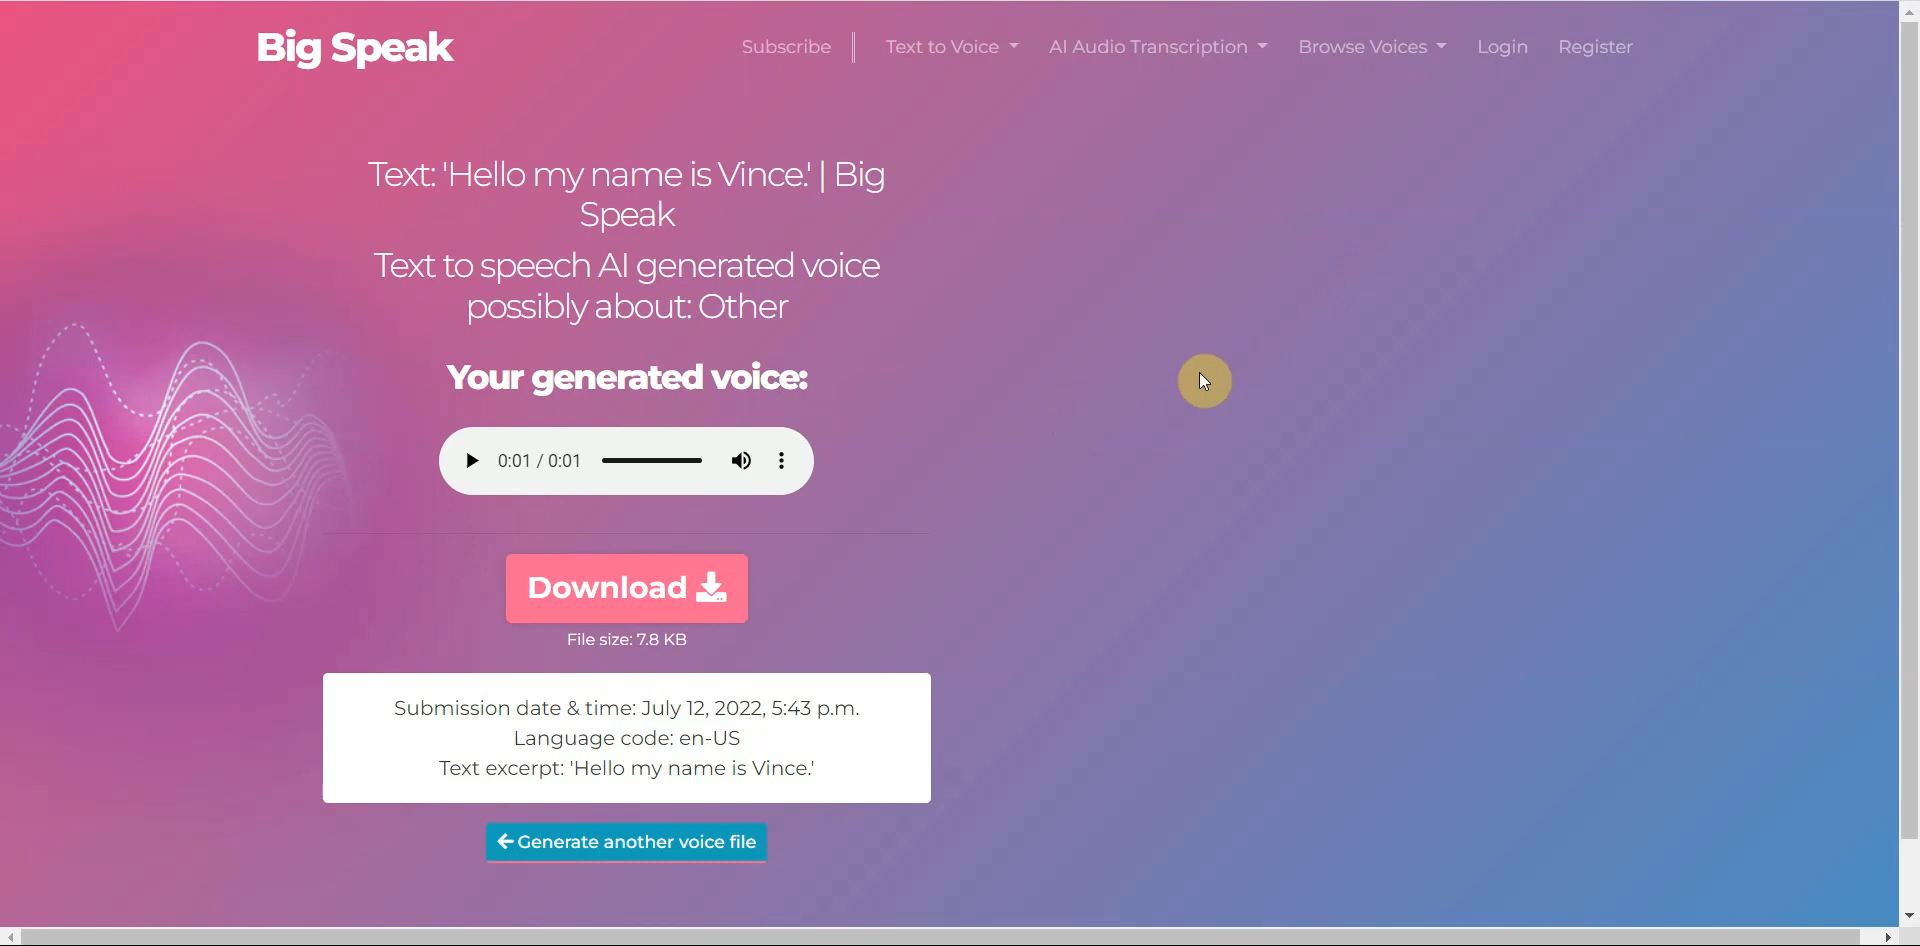 Big Speak
Subscribe
Text to Voice
AI Audio Transcription
Browse Voices
Login
Register
Text: 'Hello my name is Vince.' | Big
Speak
Text to speech AI generated voice
possibly about: Other
Your generated voice:
0:01 / 0:01
Download
File size: 7.8 KB
Submission date & time: July 12, 2022, 5:43 p.m.
Language code: en-US
Text excerpt: 'Hello my name is Vince.'
Generate another voice file